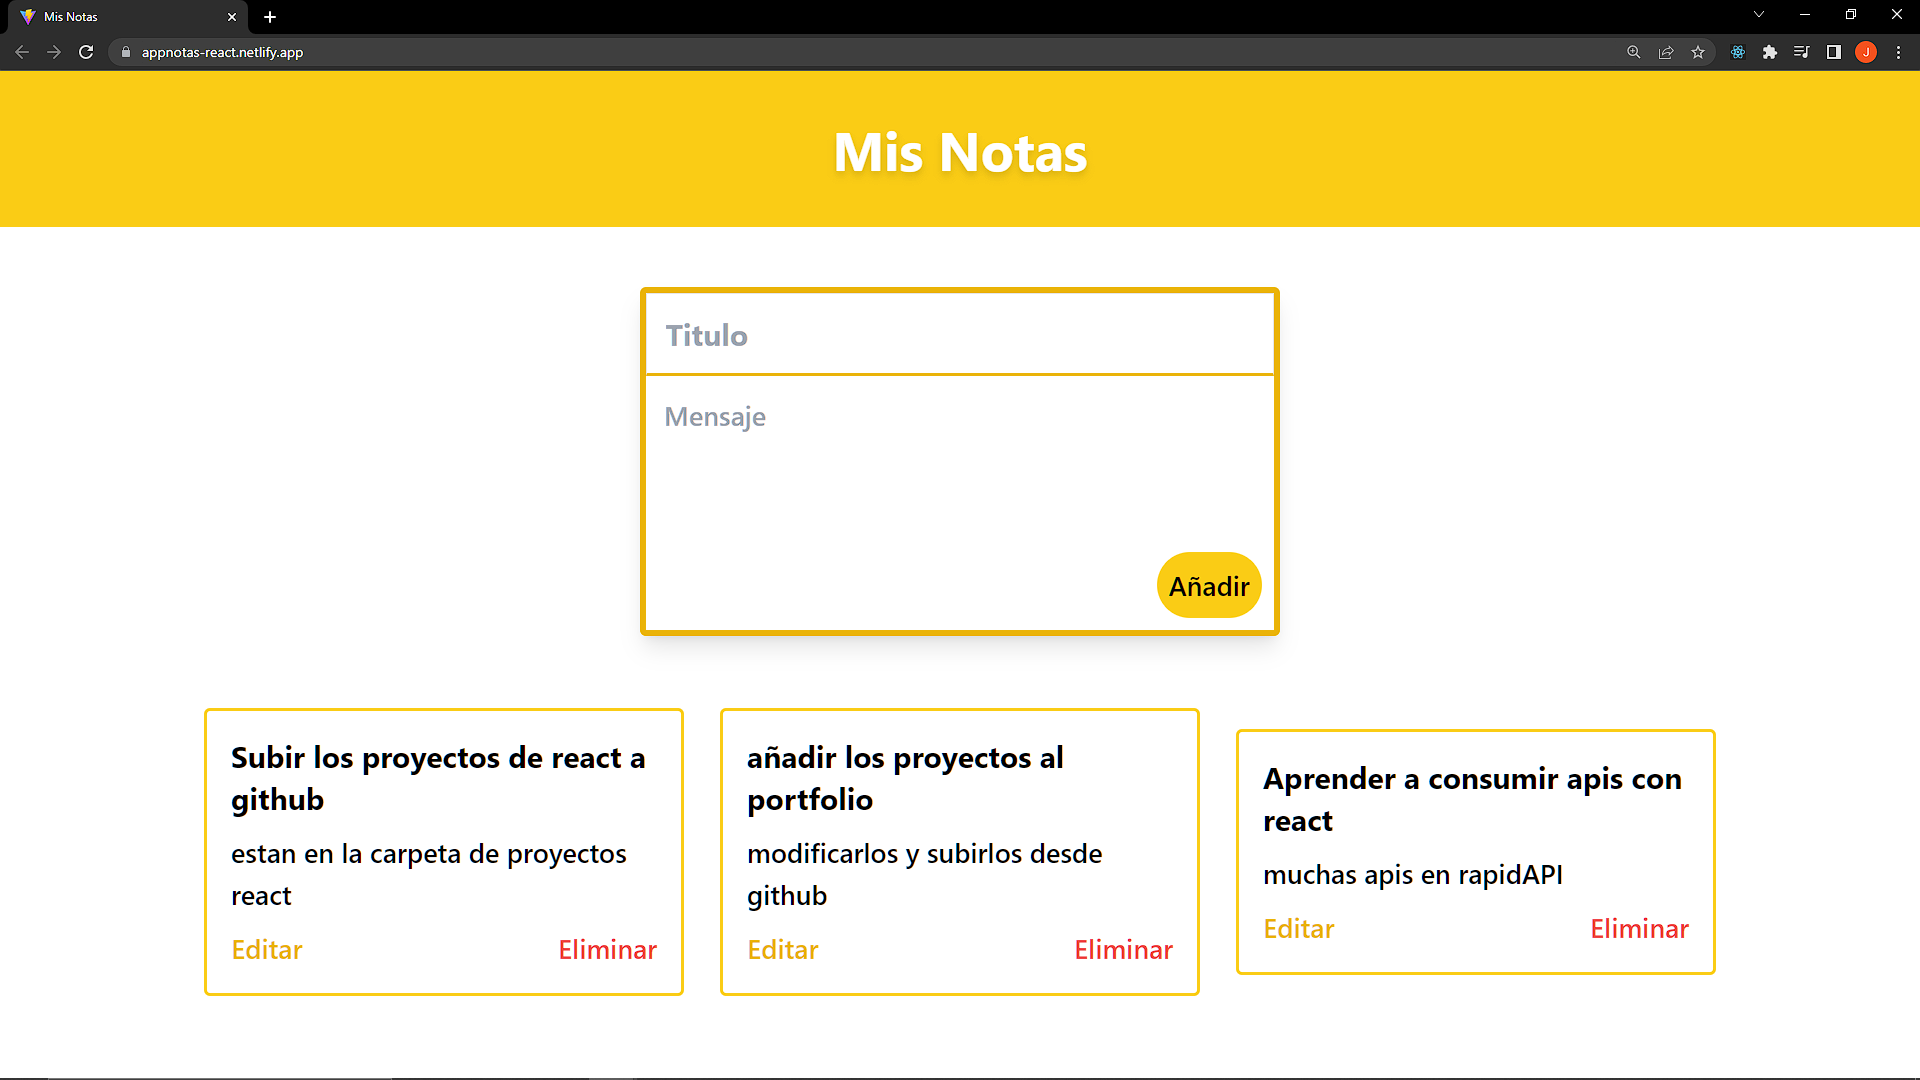 Mis Notas
appnotas-react.netlify.app
J
Mis Notas
Titulo
Mensaje
Añadir
Subir los proyectos de react a
github
estan en la carpeta de proyectos
react
Editar
Eliminar
añadir los proyectos al
portfolio
modificarlos y subirlos desde
github
Editar
Eliminar
Aprender a consumir apis con
react
muchas apis en rapidAPI
Editar
Eliminar